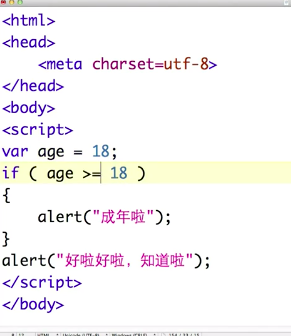 <html>
<head>
    <meta charset=utf-8>
</head>
<body>
<script>
var age = 18;
if ( age >= 18 )
{
    alert("成年啦");
}
alert("好啦好啦，知道啦");
</script>
</body>